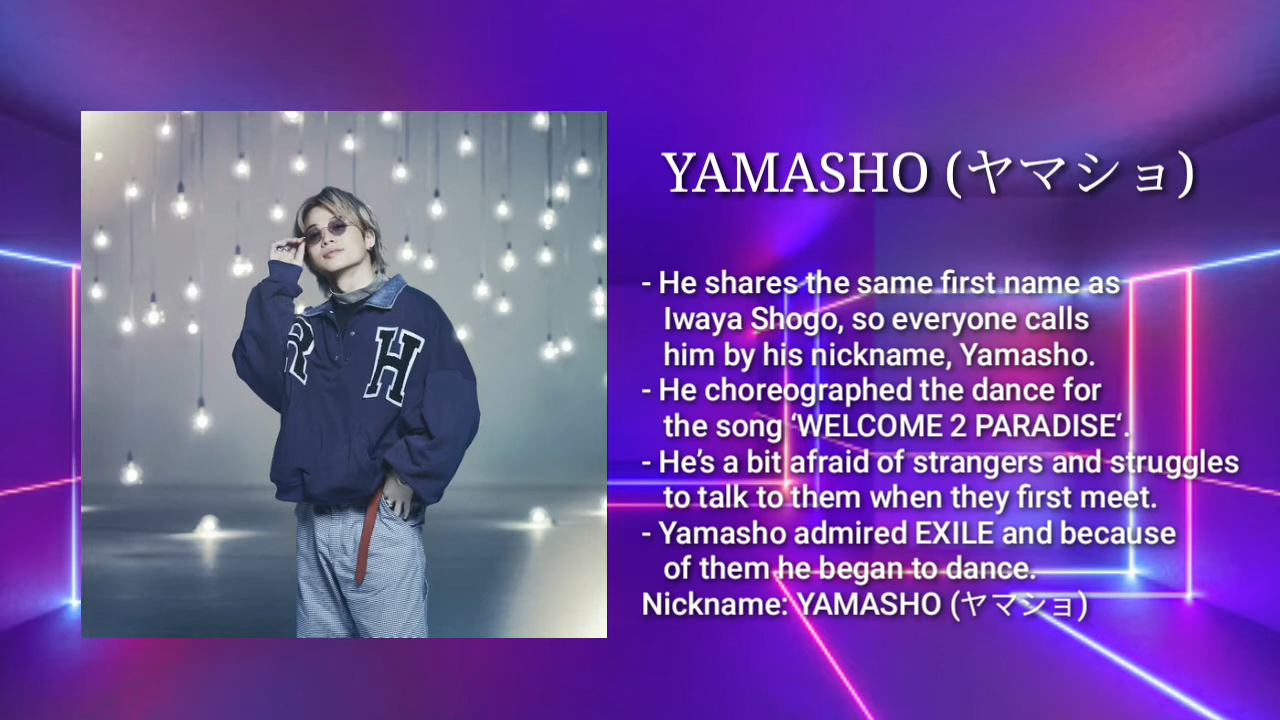 YAMASHO (ヤマショ)
- He shares the same first name as
Iwaya Shogo, so everyone calls
him by his nickname, Yamasho.
- He choreographed the dance for
the song ‘WELCOME 2 PARADISE‘.
- He’s a bit afraid of strangers and struggles
to talk to them when they first meet.
- Yamasho admired EXILE and because
of them he began to dance.
Nickname: YAMASHO (ヤマショ)
R H